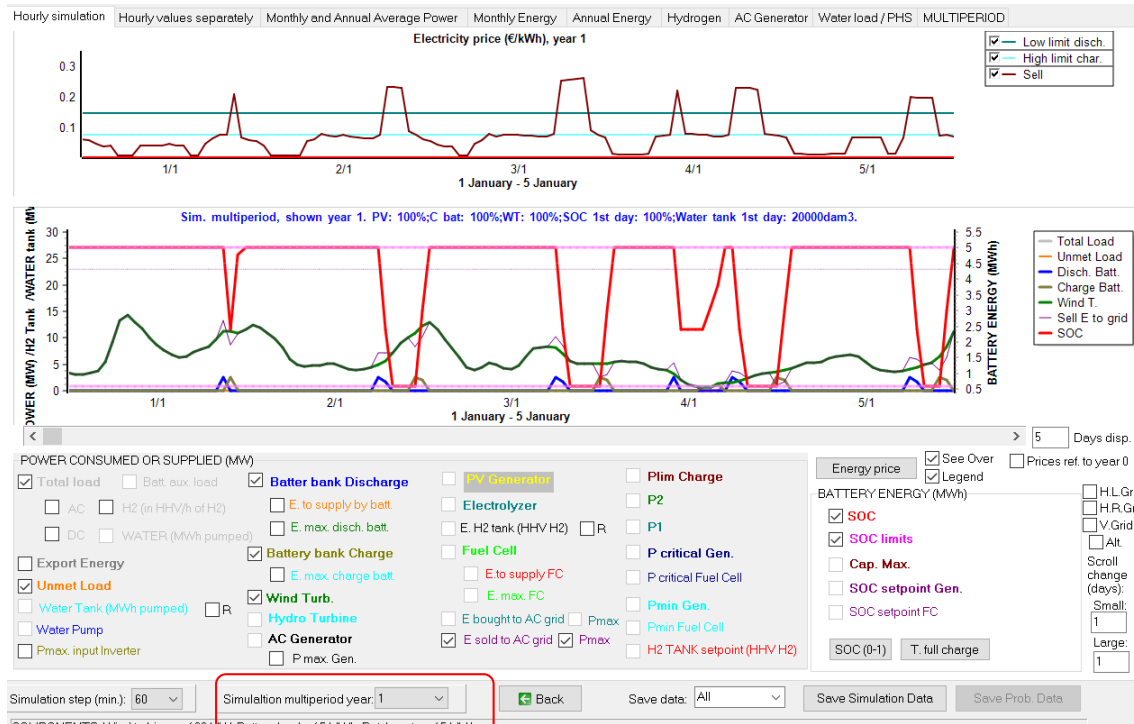 Hourly simulation Hourly values separately Monthly and Annual Average Power Monthly Energy Annual Energy Hydrogen AC Generator Water load / PHS MULTIPERIOD
Electricity price (€/kWh), year 1
Low limit disch.
High limit char.
Sell
0.3
0.2
0.1
1/1 2/1 3/1 4/1 5/1
1 January - 5 January
Sim. multiperiod, shown year 1. PV: 100%;C bat: 100%;WT: 100%;SOC 1st day: 100%;Water tank 1st day: 20000dam3.
OWER (MW) /H2 Tank /WATER tank (MV
30
25
20
15
10
5
0
5.5
5
4.5
4
3.5
3
2.5
2
1.5
1
0.5
BATTERY ENERGY (MWh)
Total Load
Unmet Load
Disch. Batt.
Charge Batt.
Wind T.
Sell E to grid
SOC
1/1 2/1 3/1 4/1 5/1
1 January - 5 January
5 Days disp.
POWER CONSUMED OR SUPPLIED (MW)
Total load Batt. aux. load
AC H2 (in HHV/h of H2)
DC WATER (MWh pumped)
Export Energy
Unmet Load
Water Tank (MWh pumped) R
Water Pump
Pmax. input Inverter
Batter bank Discharge
E. to supply by batt.
E. max. disch. batt.
Battery bank Charge
E. max. charge batt.
Wind Turb.
Hydro Turbine
AC Generator
P max. Gen.
PV Generator
Electrolyzer
E. H2 tank (HHV H2) R
Fuel Cell
E.to supply FC
E. max. FC
E bought to AC grid Pmax
E sold to AC grid Pmax
Plim Charge
P2
P1
P critical Gen.
P critical Fuel Cell
Pmin Gen.
Pmin Fuel Cell
H2 TANK setpoint (HHV H2)
Energy price
See Over
Legend
Prices ref. to year 0
BATTERY ENERGY (MWh)
SOC
SOC limits
Cap. Max.
SOC setpoint Gen.
SOC setpoint FC
SOC (0-1) T. full charge
H.L.Gr
H.R.Gr
V.Grid
Alt.
Scroll
change
(days):
Small:
1
Large:
1
Simulation step (min.): 60
Simulaltion multiperiod year: 1
Back
Save data: All
Save Simulation Data
Save Prob. Data